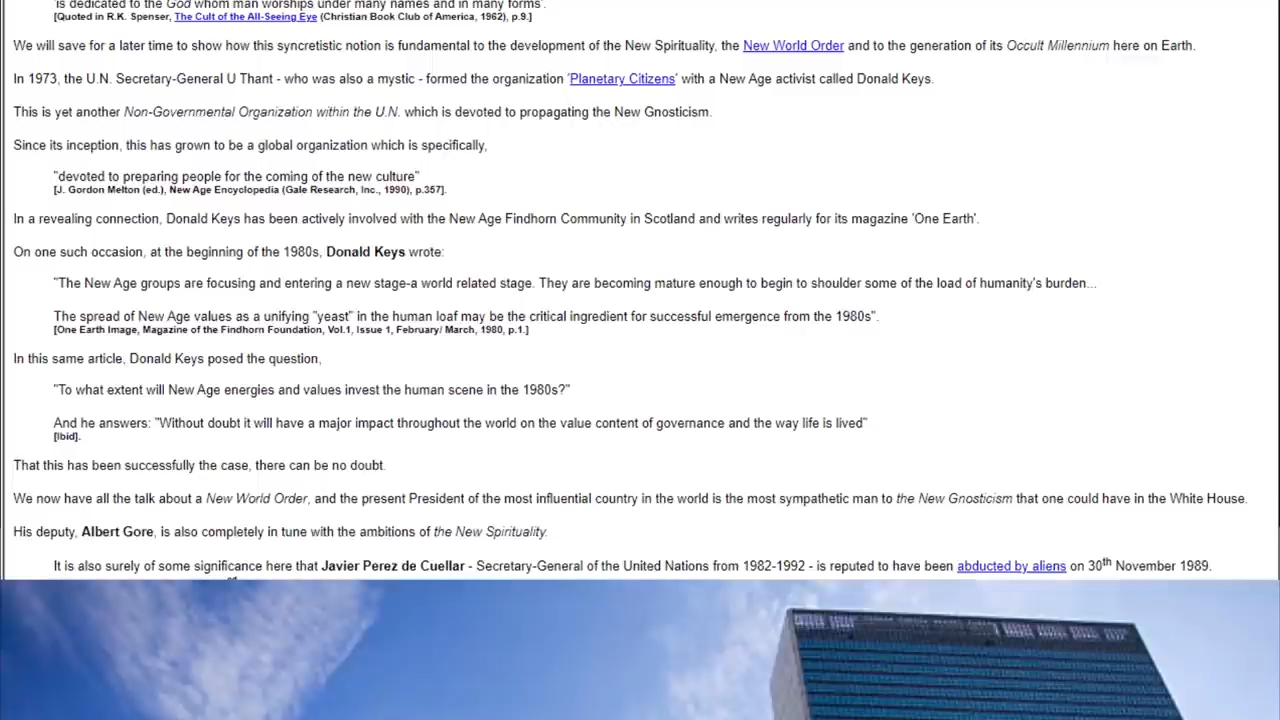 'is dedicated to the God whom man worships under many names and in many forms'.
[Quoted in R.K. Spenser, The Cult of the All-Seeing Eye (Christian Book Club of America, 1962), p.9.]
We will save for a later time to show how this syncretistic notion is fundamental to the development of the New Spirituality, the New World Order and to the generation of its Occult Millennium here on Earth.
In 1973, the U.N. Secretary-General U Thant - who was also a mystic - formed the organization 'Planetary Citizens' with a New Age activist called Donald Keys.
This is yet another Non-Governmental Organization within the U.N. which is devoted to propagating the New Gnosticism.
Since its inception, this has grown to be a global organization which is specifically,
"devoted to preparing people for the coming of the new culture"
[J. Gordon Melton (ed.), New Age Encyclopedia (Gale Research, Inc., 1990), p.357].
In a revealing connection, Donald Keys has been actively involved with the New Age Findhorn Community in Scotland and writes regularly for its magazine 'One Earth'.
On one such occasion, at the beginning of the 1980s, Donald Keys wrote:
"The New Age groups are focusing and entering a new stage-a world related stage. They are becoming mature enough to begin to shoulder some of the load of humanity's burden...
The spread of New Age values as a unifying "yeast" in the human loaf may be the critical ingredient for successful emergence from the 1980s".
[One Earth Image, Magazine of the Findhorn Foundation, Vol.1, Issue 1, February/ March, 1980, p.1.]
In this same article, Donald Keys posed the question,
"To what extent will New Age energies and values invest the human scene in the 1980s?"
And he answers: "Without doubt it will have a major impact throughout the world on the value content of governance and the way life is lived"
[Ibid].
That this has been successfully the case, there can be no doubt.
We now have all the talk about a New World Order, and the present President of the most influential country in the world is the most sympathetic man to the New Gnosticism that one could have in the White House.
His deputy, Albert Gore, is also completely in tune with the ambitions of the New Spirituality.
It is also surely of some significance here that Javier Perez de Cuellar - Secretary-General of the United Nations from 1982-1992 - is reputed to have been abducted by aliens on 30th November 1989.